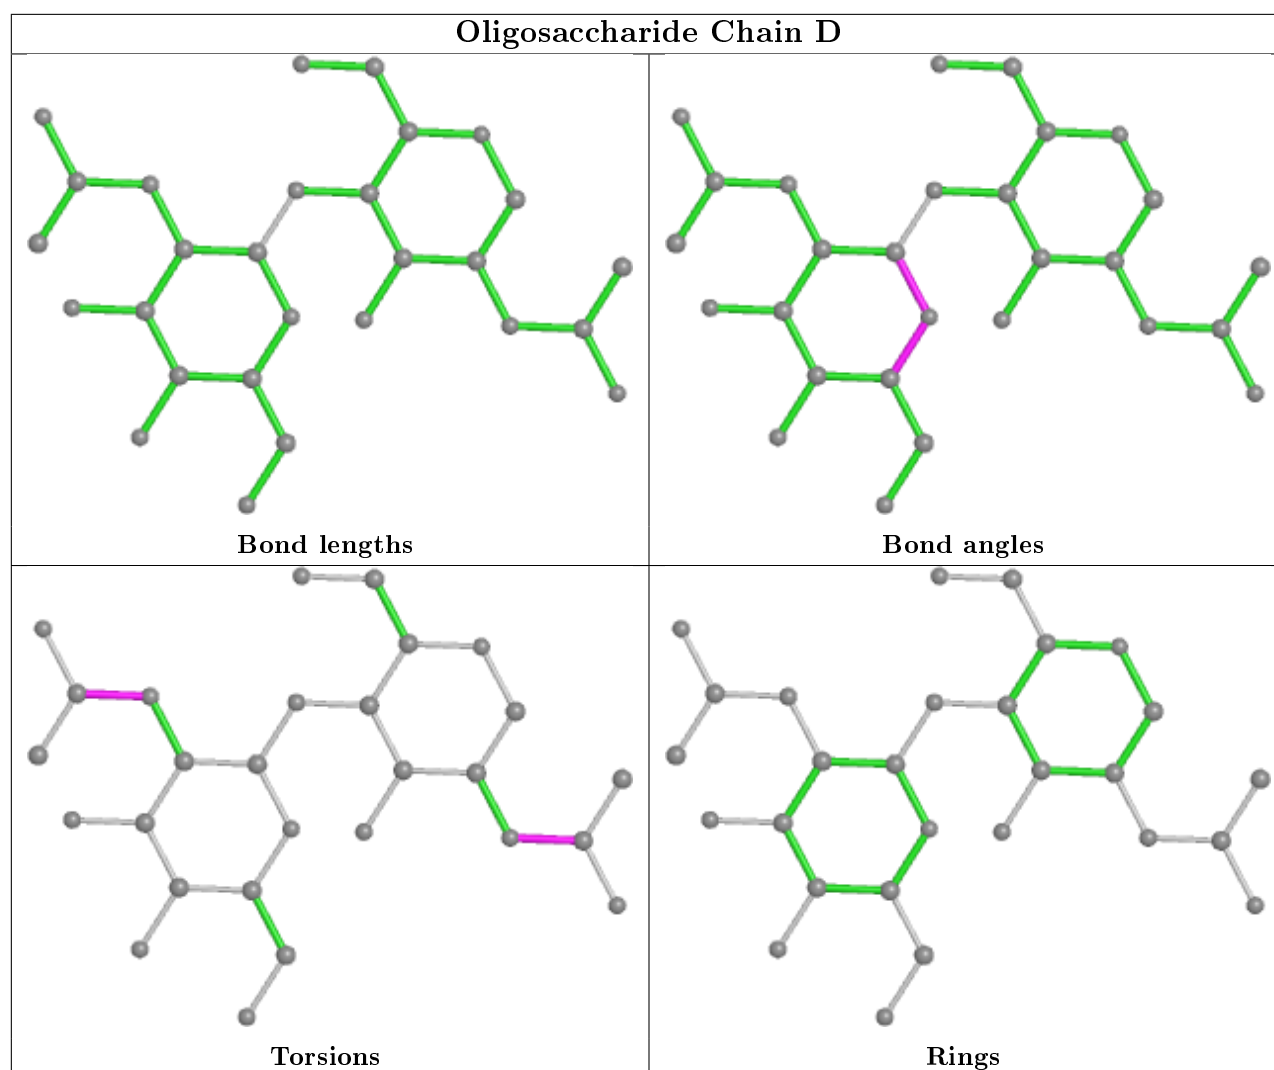 Oligosaccharide Chain D
Bond lengths
Bond angles
Torsions
Rings